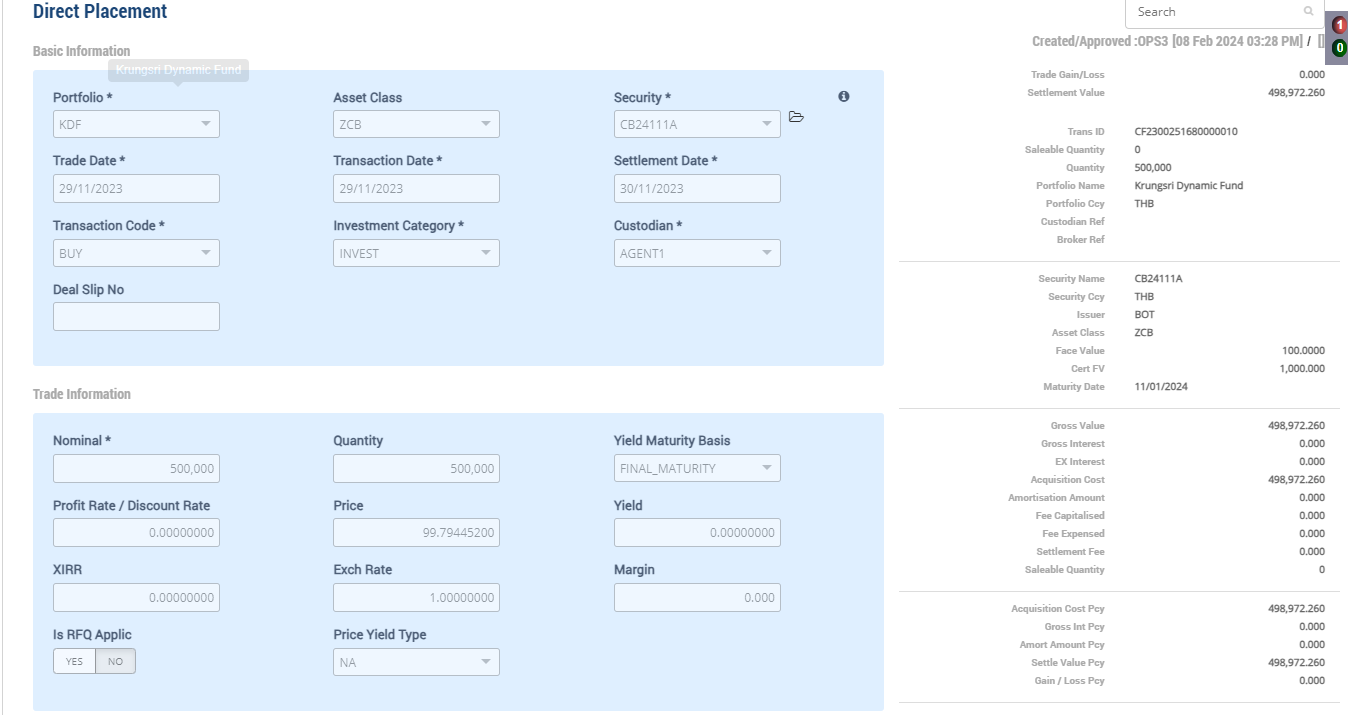 Direct Placement
Search
1
0
Created/Approved :OPS3 [08 Feb 2024 03:28 PM] / []
Basic Information
Krungsri Dynamic Fund
Portfolio * Asset Class Security *
KDF ZCB CB24111A
Trade Date * Transaction Date * Settlement Date *
29/11/2023 29/11/2023 30/11/2023
Transaction Code * Investment Category * Custodian *
BUY INVEST AGENT1
Deal Slip No
Trade Information
Nominal * Quantity Yield Maturity Basis
500,000 500,000 FINAL_MATURITY
Profit Rate / Discount Rate Price Yield
0.00000000 99.79445200 0.00000000
XIRR Exch Rate Margin
0.00000000 1.00000000 0.000
Is RFQ Applic Price Yield Type
YES NO NA
Trade Gain/Loss 0.000
Settlement Value 498,972.260
Trans ID CF2300251680000010
Saleable Quantity 0
Quantity 500,000
Portfolio Name Krungsri Dynamic Fund
Portfolio Ccy THB
Custodian Ref
Broker Ref
Security Name CB24111A
Security Ccy THB
Issuer BOT
Asset Class ZCB
Face Value 100.0000
Cert FV 1,000.000
Maturity Date 11/01/2024
Gross Value 498,972.260
Gross Interest 0.000
EX Interest 0.000
Acquisition Cost 498,972.260
Amortisation Amount 0.000
Fee Capitalised 0.000
Fee Expensed 0.000
Settlement Fee 0.000
Saleable Quantity 0
Acquisition Cost Pcy 498,972.260
Gross Int Pcy 0.000
Amort Amount Pcy 0.000
Settle Value Pcy 498,972.260
Gain / Loss Pcy 0.000